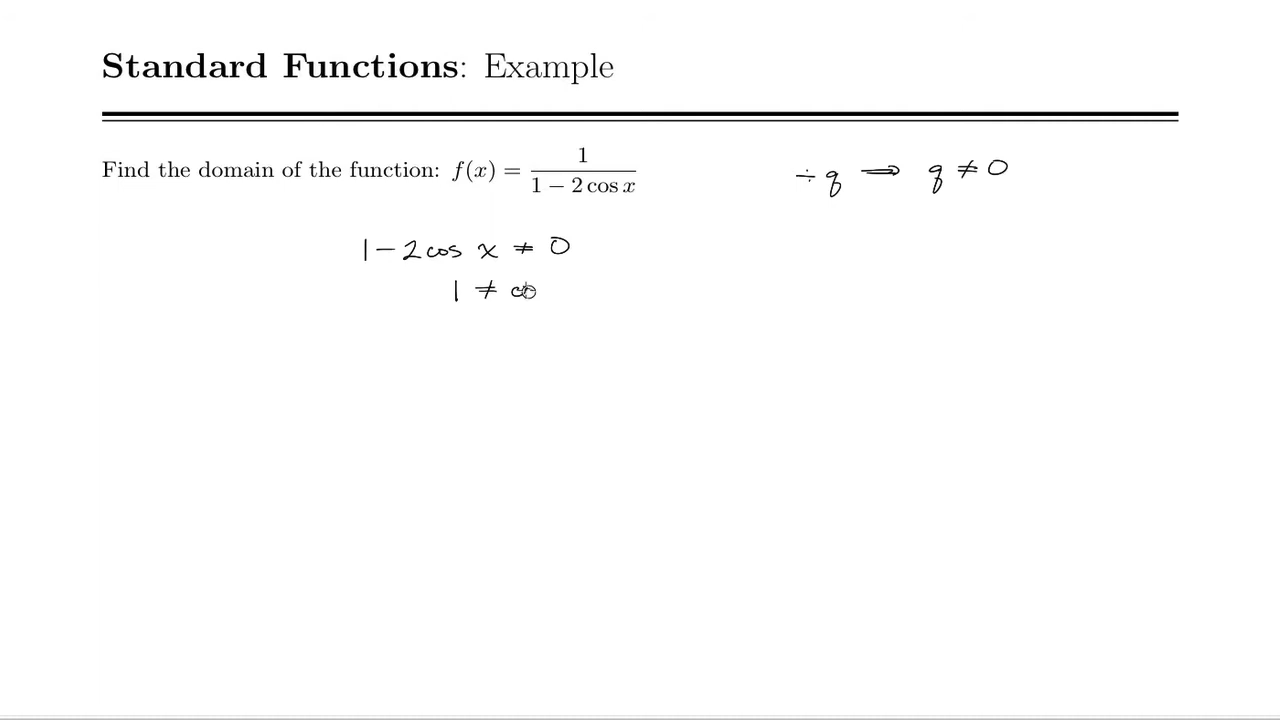 Standard Functions: Example
Find the domain of the function: f(x) = 1 / (1 − 2 cos x)
÷ q ⟹ q ≠ 0
1 − 2 cos x ≠ 0
1 ≠ co